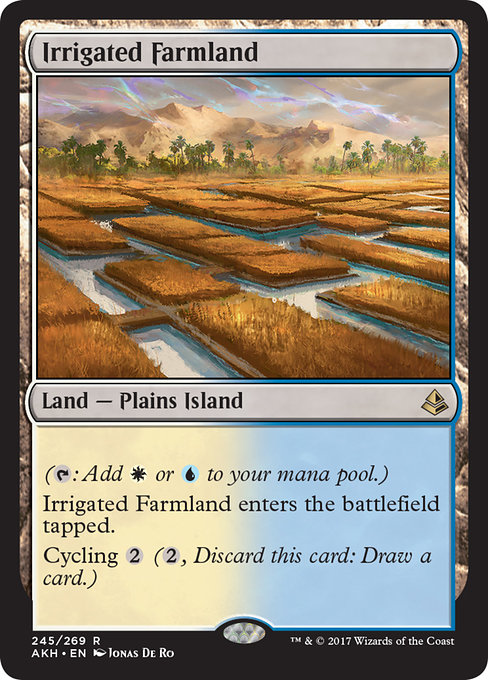 Irrigated Farmland
Land — Plains Island
(: Add or to your mana pool.)
Irrigated Farmland enters the battlefield
tapped.
Cycling 2 (2, Discard this card: Draw a
card.)
245/269 R
AKH • EN Jonas De Ro
™ & © 2017 Wizards of the Coast